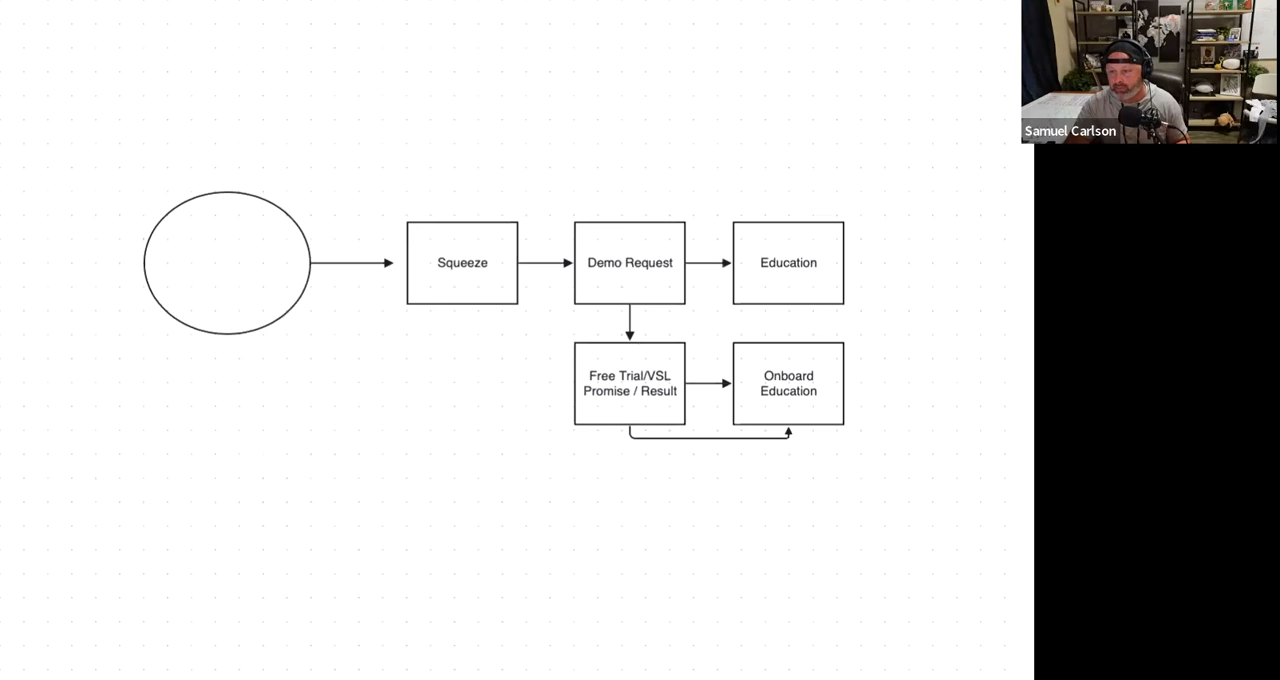 Samuel Carlson
Squeeze
Demo Request
Education
Free Trial/VSL
Promise / Result
Onboard
Education